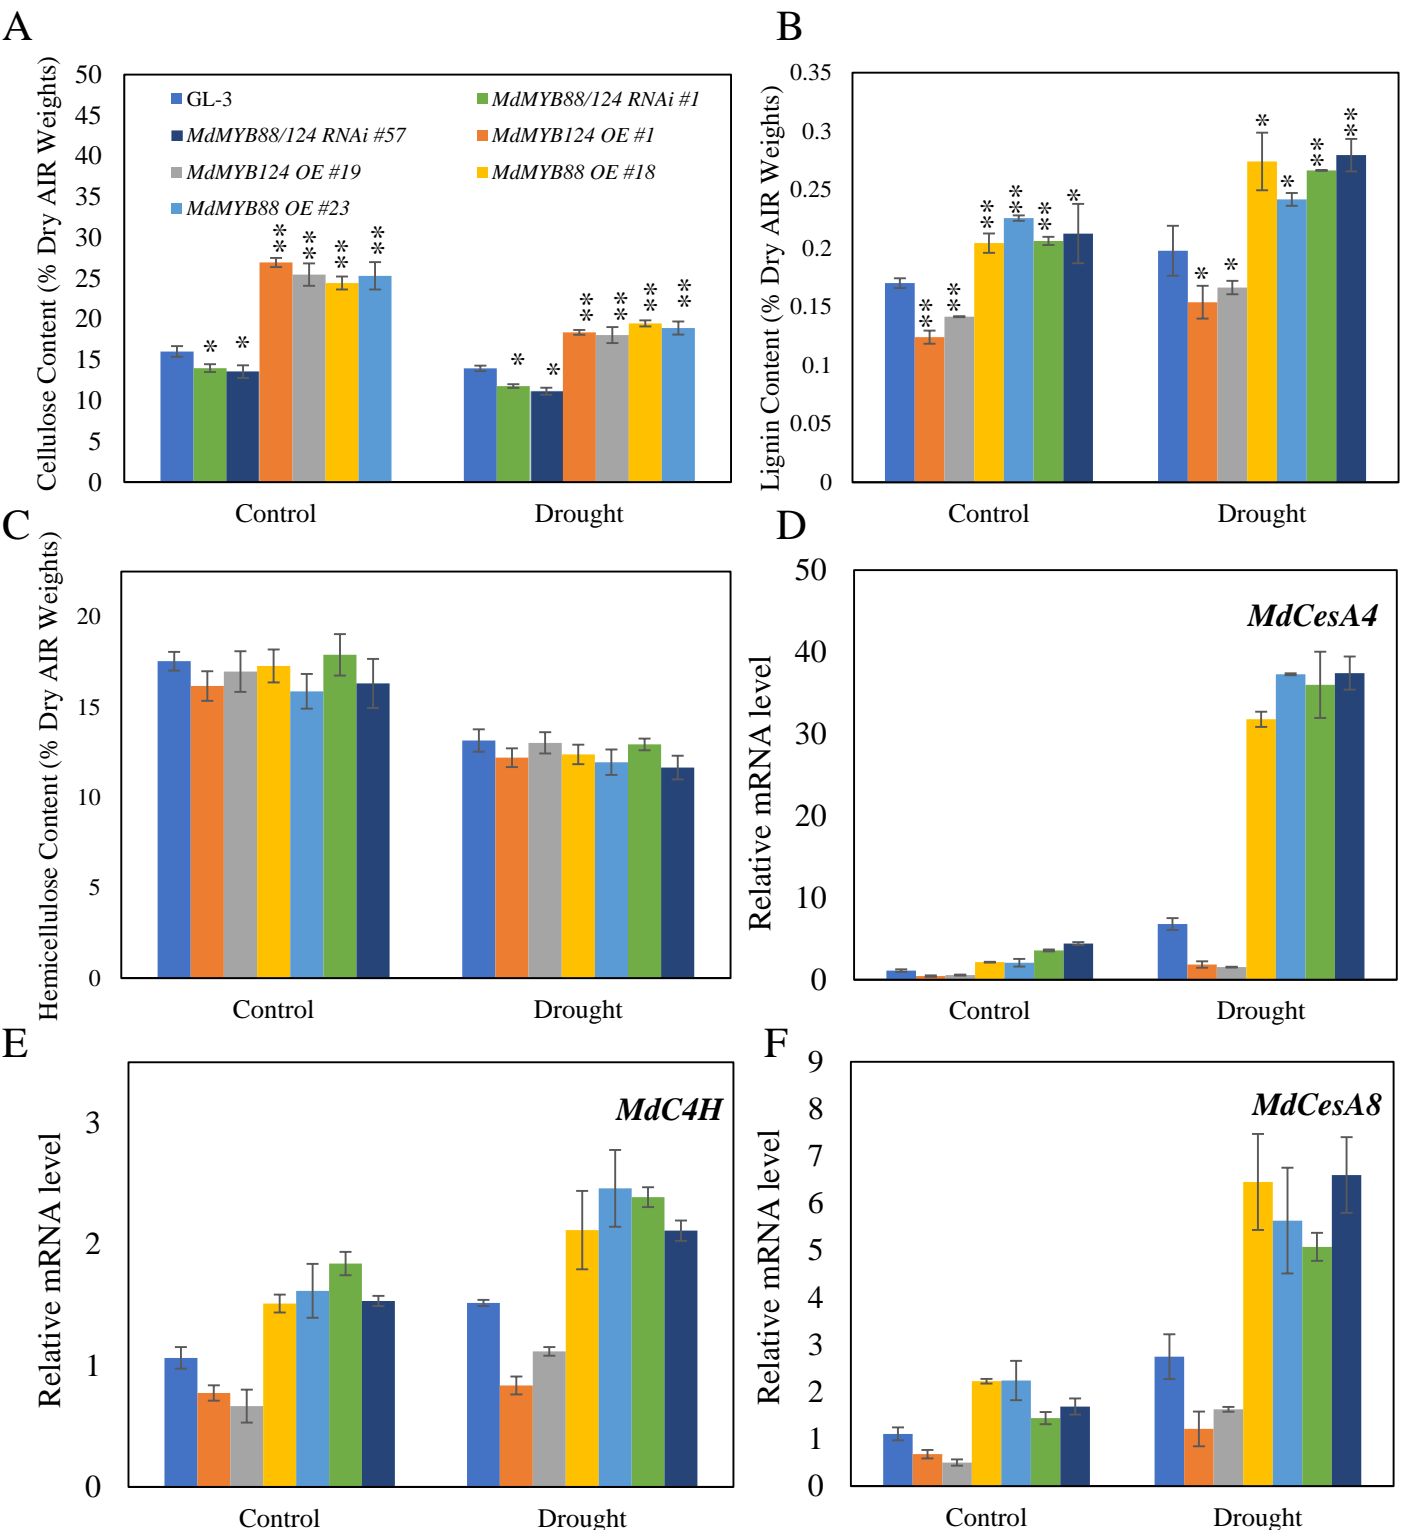 A
Cellulose Content (% Dry AIR Weights)
50
45
40
35
30
25
20
15
10
5
0
GL-3
MdMYB88/124 RNAi #1
MdMYB88/124 RNAi #57
MdMYB124 OE #1
MdMYB124 OE #19
MdMYB88 OE #18
MdMYB88 OE #23
* * ** ** ** **
* * ** ** ** **
Control
Drought
B
Lignin Content (% Dry AIR Weights)
0.35
0.3
0.25
0.2
0.15
0.1
0.05
0
** ** ** ** ** *
* * * * ** **
Control
Drought
C
Hemicellulose Content (% Dry AIR Weights)
20
15
10
5
0
Control
Drought
D
Relative mRNA level
50
40
30
20
10
0
MdCesA4
Control
Drought
E
Relative mRNA level
3
2
1
0
MdC4H
Control
Drought
F
Relative mRNA level
9
8
7
6
5
4
3
2
1
0
MdCesA8
Control
Drought